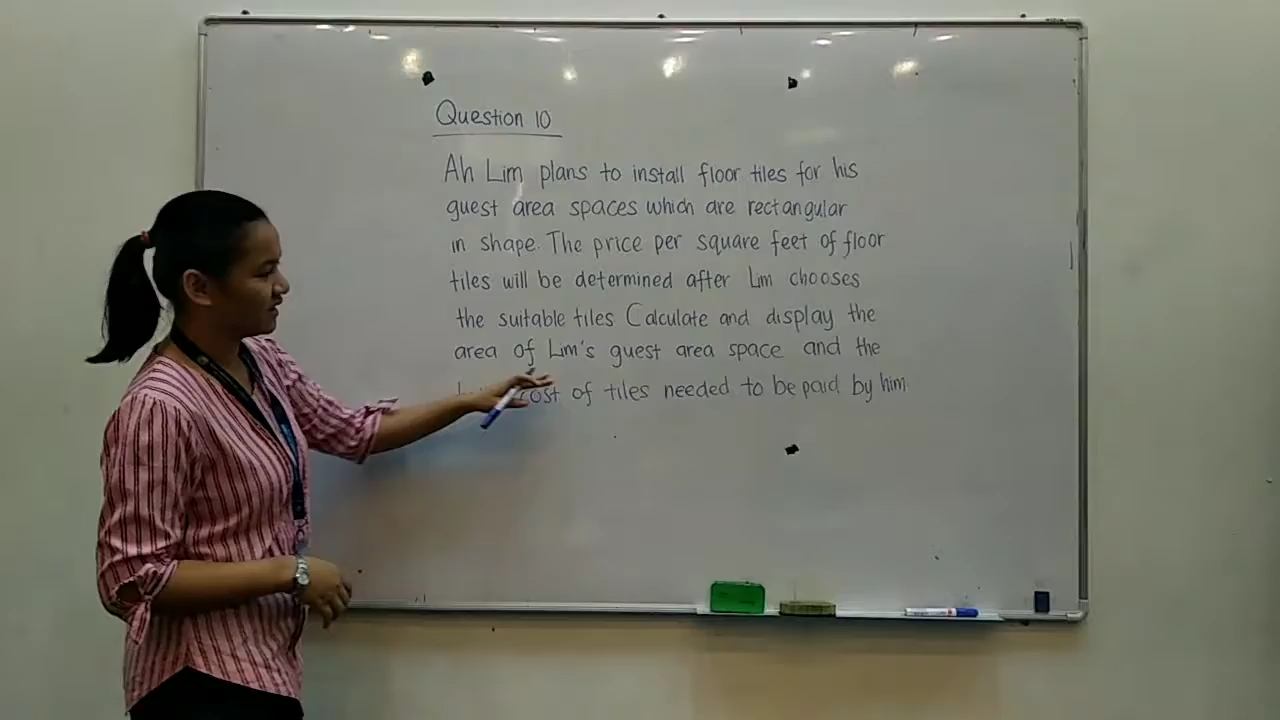 Question 10
Ah Lim plans to install floor tiles for his
guest area spaces which are rectangular
in shape. The price per square feet of floor
tiles will be determined after Lim chooses
the suitable tiles Calculate and display the
area of Lim's guest area space and the
cost of tiles needed to be paid by him